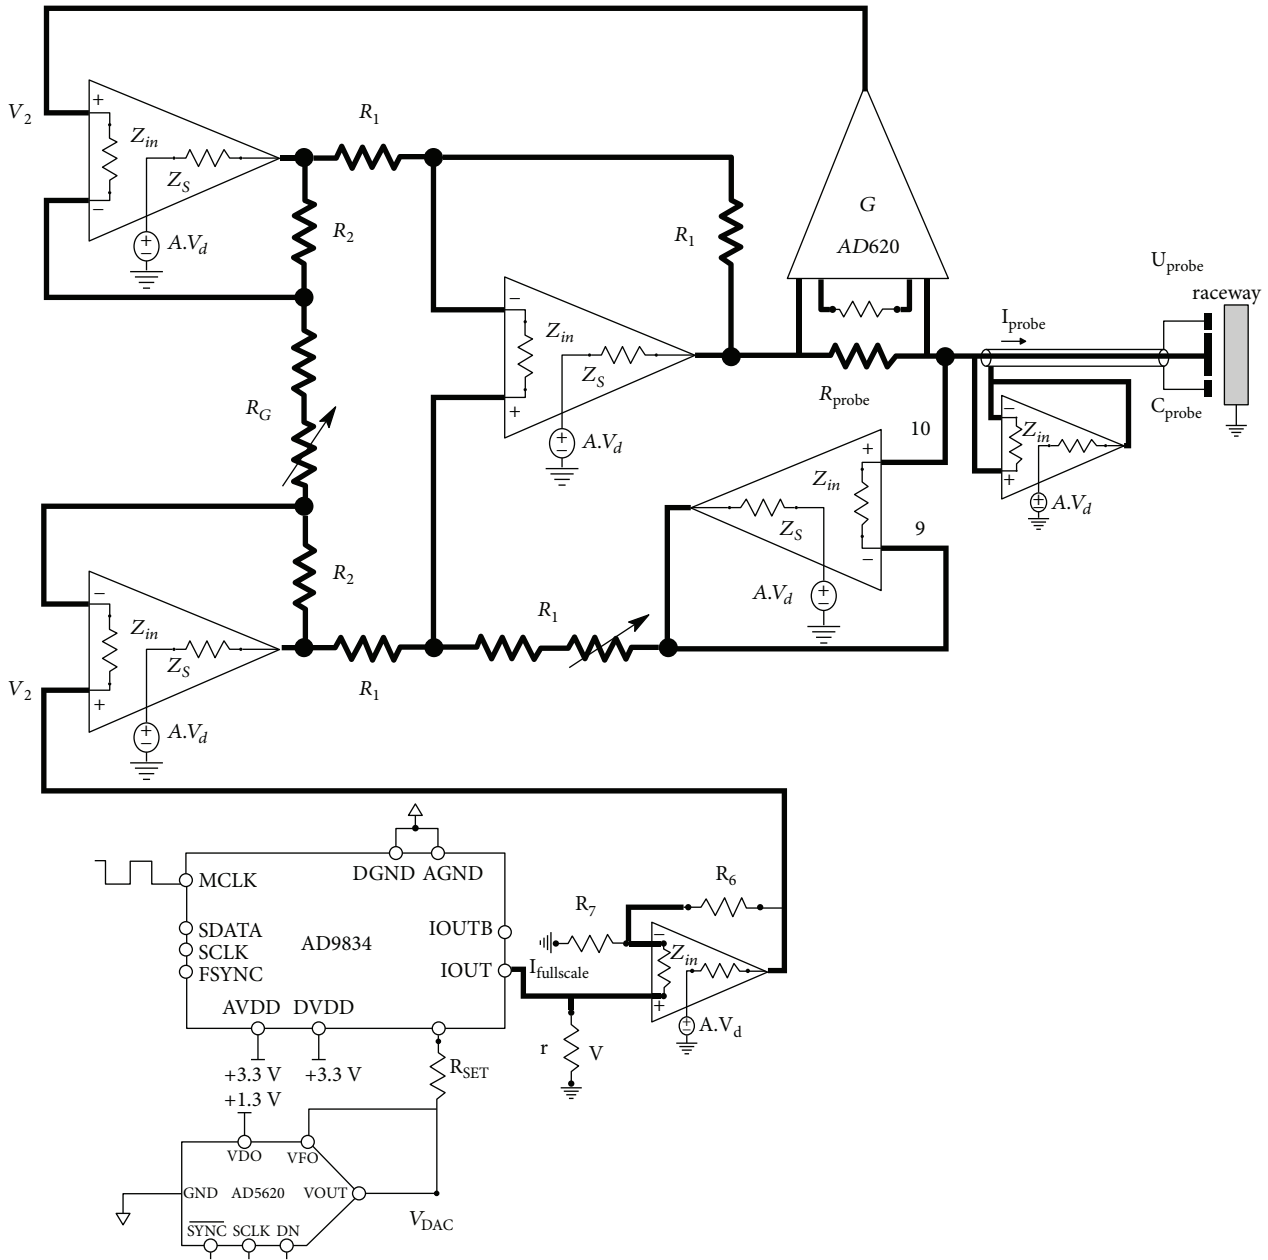 V2
+
Zin
ZS
−
+
−
A.Vd
R1
R2
RG
R2
R1
−
Zin
ZS
+
+
−
A.Vd
R1
G
AD620
Rprobe
Iprobe
Uprobe
raceway
Cprobe
−
Zin
+
+
−
A.Vd
10
+
Zin
ZS
9
−
A.Vd
+
−
R1
V2
−
Zin
ZS
+
+
−
A.Vd
R1
DGND AGND
MCLK
SDATA
SCLK
FSYNC
AD9834
IOUTB
IOUT
AVDD DVDD
+3.3 V
+3.3 V
+1.3 V
RSET
R6
R7
Ifullscale
−
Zin
+
+
−
A.Vd
r
V
VDO
VFO
GND
AD5620
VOUT
VDAC
SYNC SCLK DN